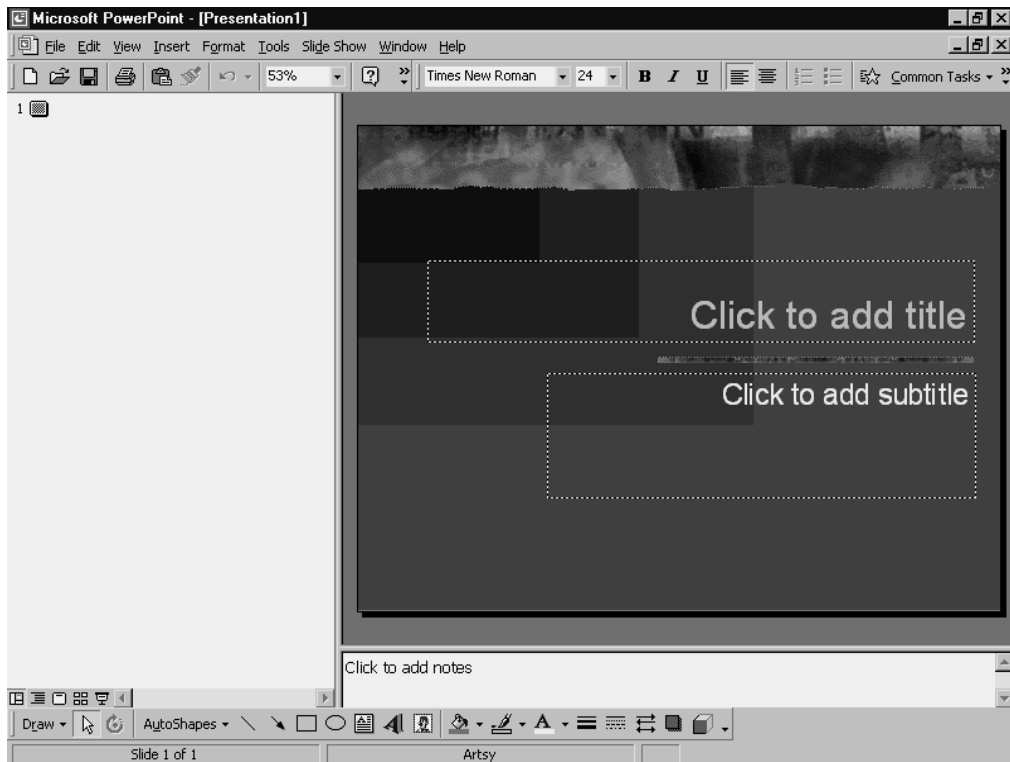 Microsoft PowerPoint - [Presentation1]
File Edit View Insert Format Tools Slide Show Window Help
53% Times New Roman 24 B I U Common Tasks
1
Click to add title
Click to add subtitle
Click to add notes
Draw AutoShapes A
Slide 1 of 1 Artsy